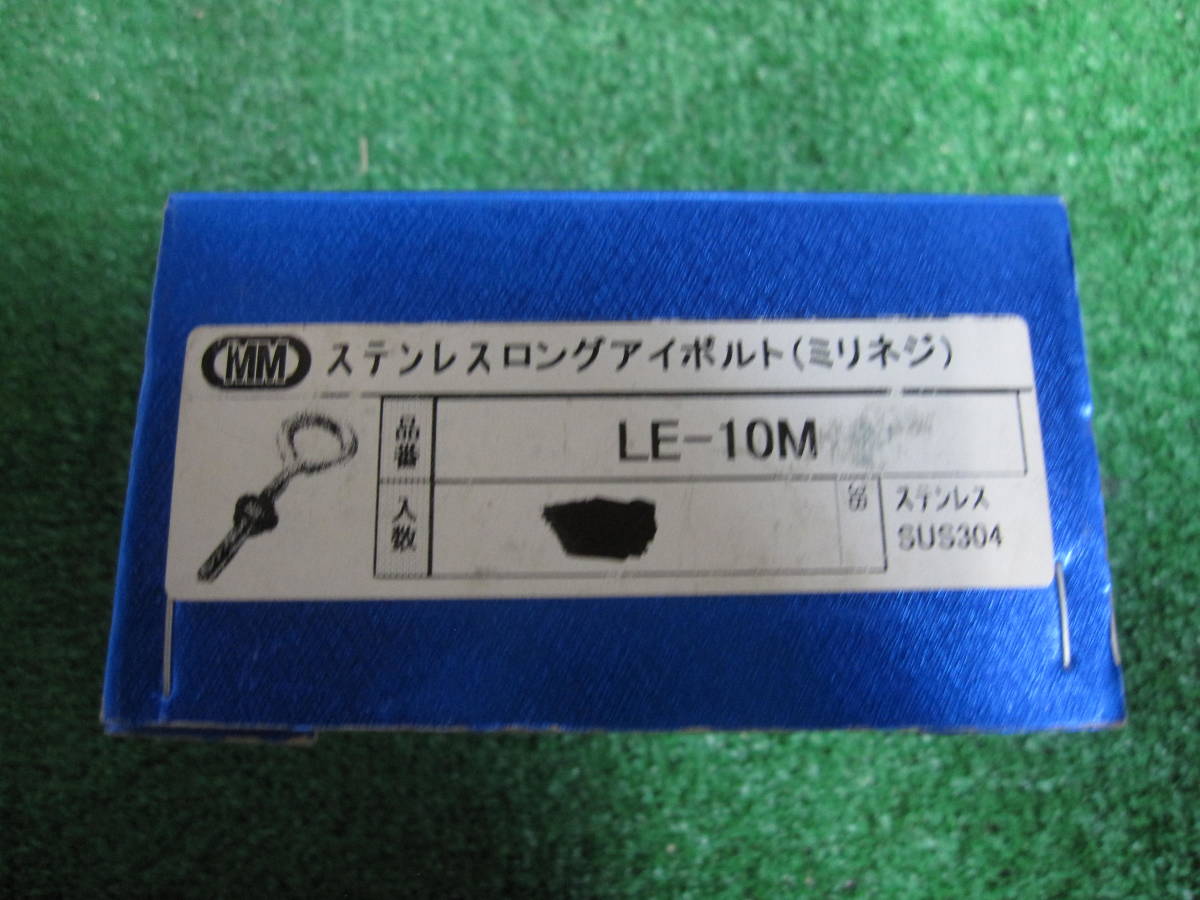 MM ステンレスロングアイボルト(ミリネジ)
品番 LE-10M
入数
ステンレス
SUS304